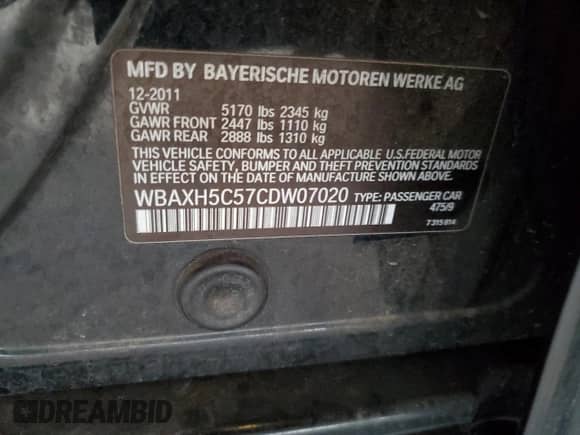 MFD BY BAYERISCHE MOTOREN WERKE AG
12-2011
GVWR 5170 lbs 2345 kg
GAWR FRONT 2447 lbs 1110 kg
GAWR REAR 2888 lbs 1310 kg
THIS VEHICLE CONFORMS TO ALL APPLICABLE U.S.FEDERAL MOTOR
VEHICLE SAFETY, BUMPER, AND THEFT PREVENTION STANDARDS
IN EFFECT ON THE DATE OF MANUFACTURE SHOWN ABOVE.
WBAXH5C57CDW07020 TYPE: PASSENGER CAR
475/9
7315814
DREAMBID